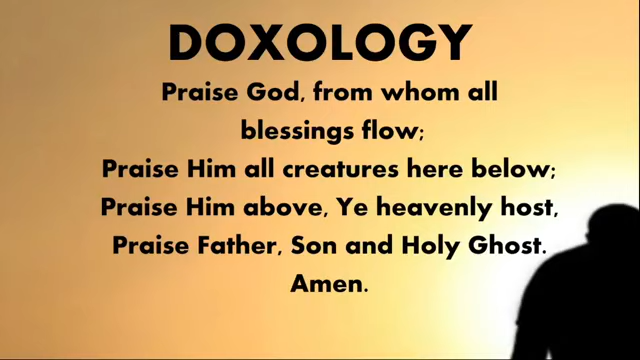 DOXOLOGY
Praise God, from whom all
blessings flow;
Praise Him all creatures here below;
Praise Him above, Ye heavenly host,
Praise Father, Son and Holy Ghost.
Amen.